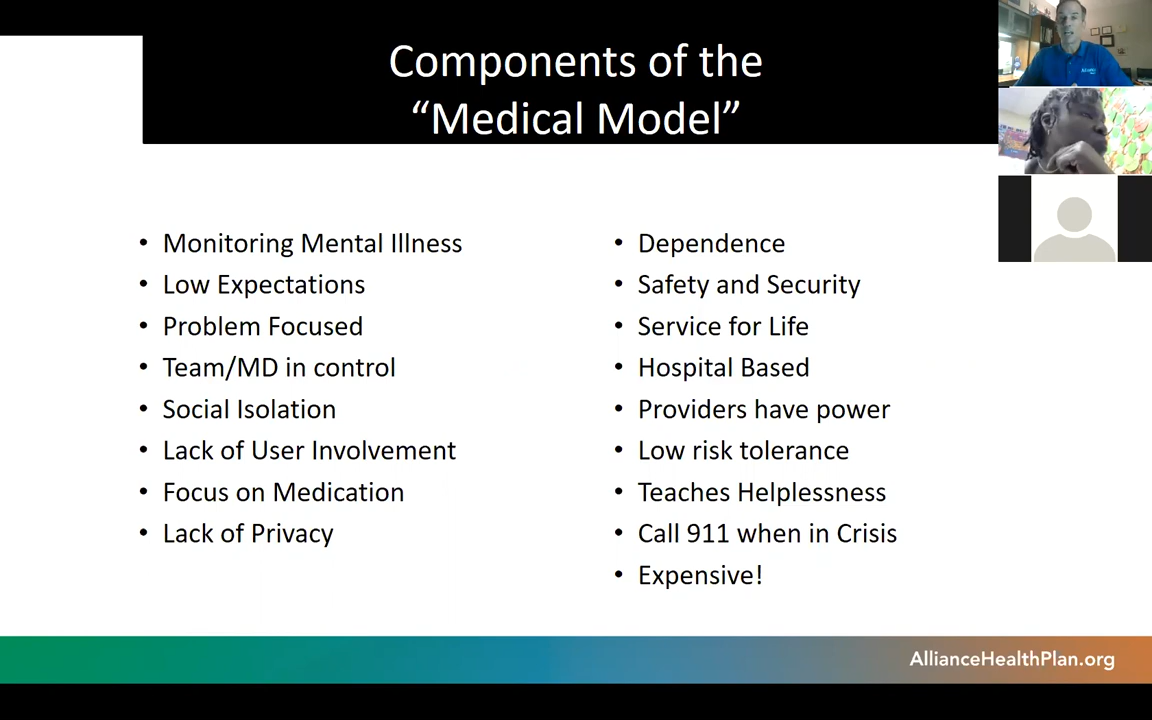 Components of the
“Medical Model”
• Monitoring Mental Illness
• Low Expectations
• Problem Focused
• Team/MD in control
• Social Isolation
• Lack of User Involvement
• Focus on Medication
• Lack of Privacy
• Dependence
• Safety and Security
• Service for Life
• Hospital Based
• Providers have power
• Low risk tolerance
• Teaches Helplessness
• Call 911 when in Crisis
• Expensive!
AllianceHealthPlan.org